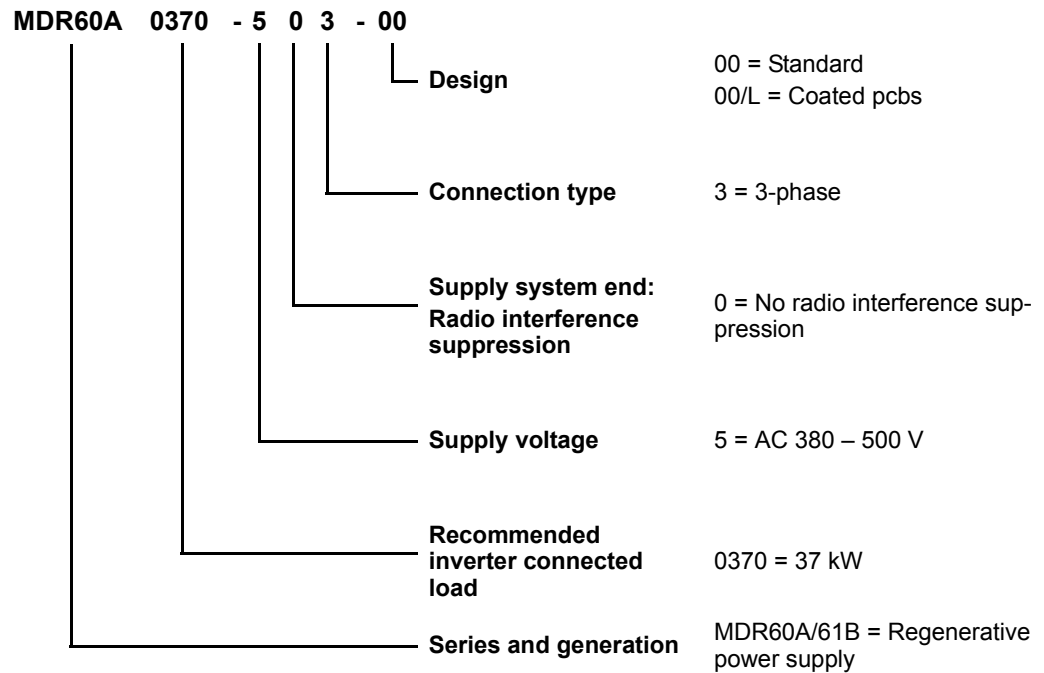 MDR60A 0370 - 5 0 3 - 00
Design
00 = Standard
00/L = Coated pcbs
Connection type
3 = 3-phase
Supply system end:
Radio interference
suppression
0 = No radio interference sup-
pression
Supply voltage
5 = AC 380 – 500 V
Recommended
inverter connected
load
0370 = 37 kW
Series and generation
MDR60A/61B = Regenerative
power supply